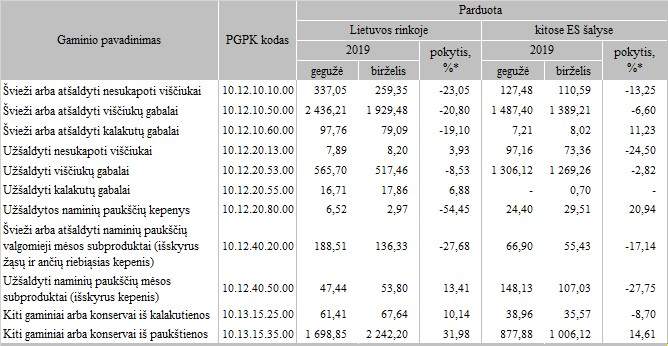 Gaminio pavadinimas PGPK kodas Parduota
Lietuvos rinkoje kitose ES šalyse
2019 pokytis, %* 2019 pokytis, %*
gegužė birželis gegužė birželis
Švieži arba atšaldyti nesukapoti viščiukai 10.12.10.10.00 337,05 259,35 -23,05 127,48 110,59 -13,25
Švieži arba atšaldyti viščiukų gabalai 10.12.10.50.00 2 436,21 1 929,48 -20,80 1 487,40 1 389,21 -6,60
Švieži arba atšaldyti kalakutų gabalai 10.12.10.60.00 97,76 79,09 -19,10 7,21 8,02 11,23
Užšaldyti nesukapoti viščiukai 10.12.20.13.00 7,89 8,20 3,93 97,16 73,36 -24,50
Užšaldyti viščiukų gabalai 10.12.20.53.00 565,70 517,46 -8,53 1 306,12 1 269,26 -2,82
Užšaldyti kalakutų gabalai 10.12.20.55.00 16,71 17,86 6,88 - 0,70 -
Užšaldytos naminių paukščių kepenys 10.12.20.80.00 6,52 2,97 -54,45 24,40 29,51 20,94
Švieži arba atšaldyti naminių paukščių
valgomieji mėsos subproduktai (išskyrus
žąsų ir ančių riebiąsias kepenis) 10.12.40.20.00 188,51 136,33 -27,68 66,90 55,43 -17,14
Užšaldyti naminių paukščių mėsos
subproduktai (išskyrus kepenis) 10.12.40.50.00 47,44 53,80 13,41 148,13 107,03 -27,75
Kiti gaminiai arba konservai iš kalakutienos 10.13.15.25.00 61,41 67,64 10,14 38,96 35,57 -8,70
Kiti gaminiai arba konservai iš paukštienos 10.13.15.35.00 1 698,85 2 242,20 31,98 877,88 1 006,12 14,61